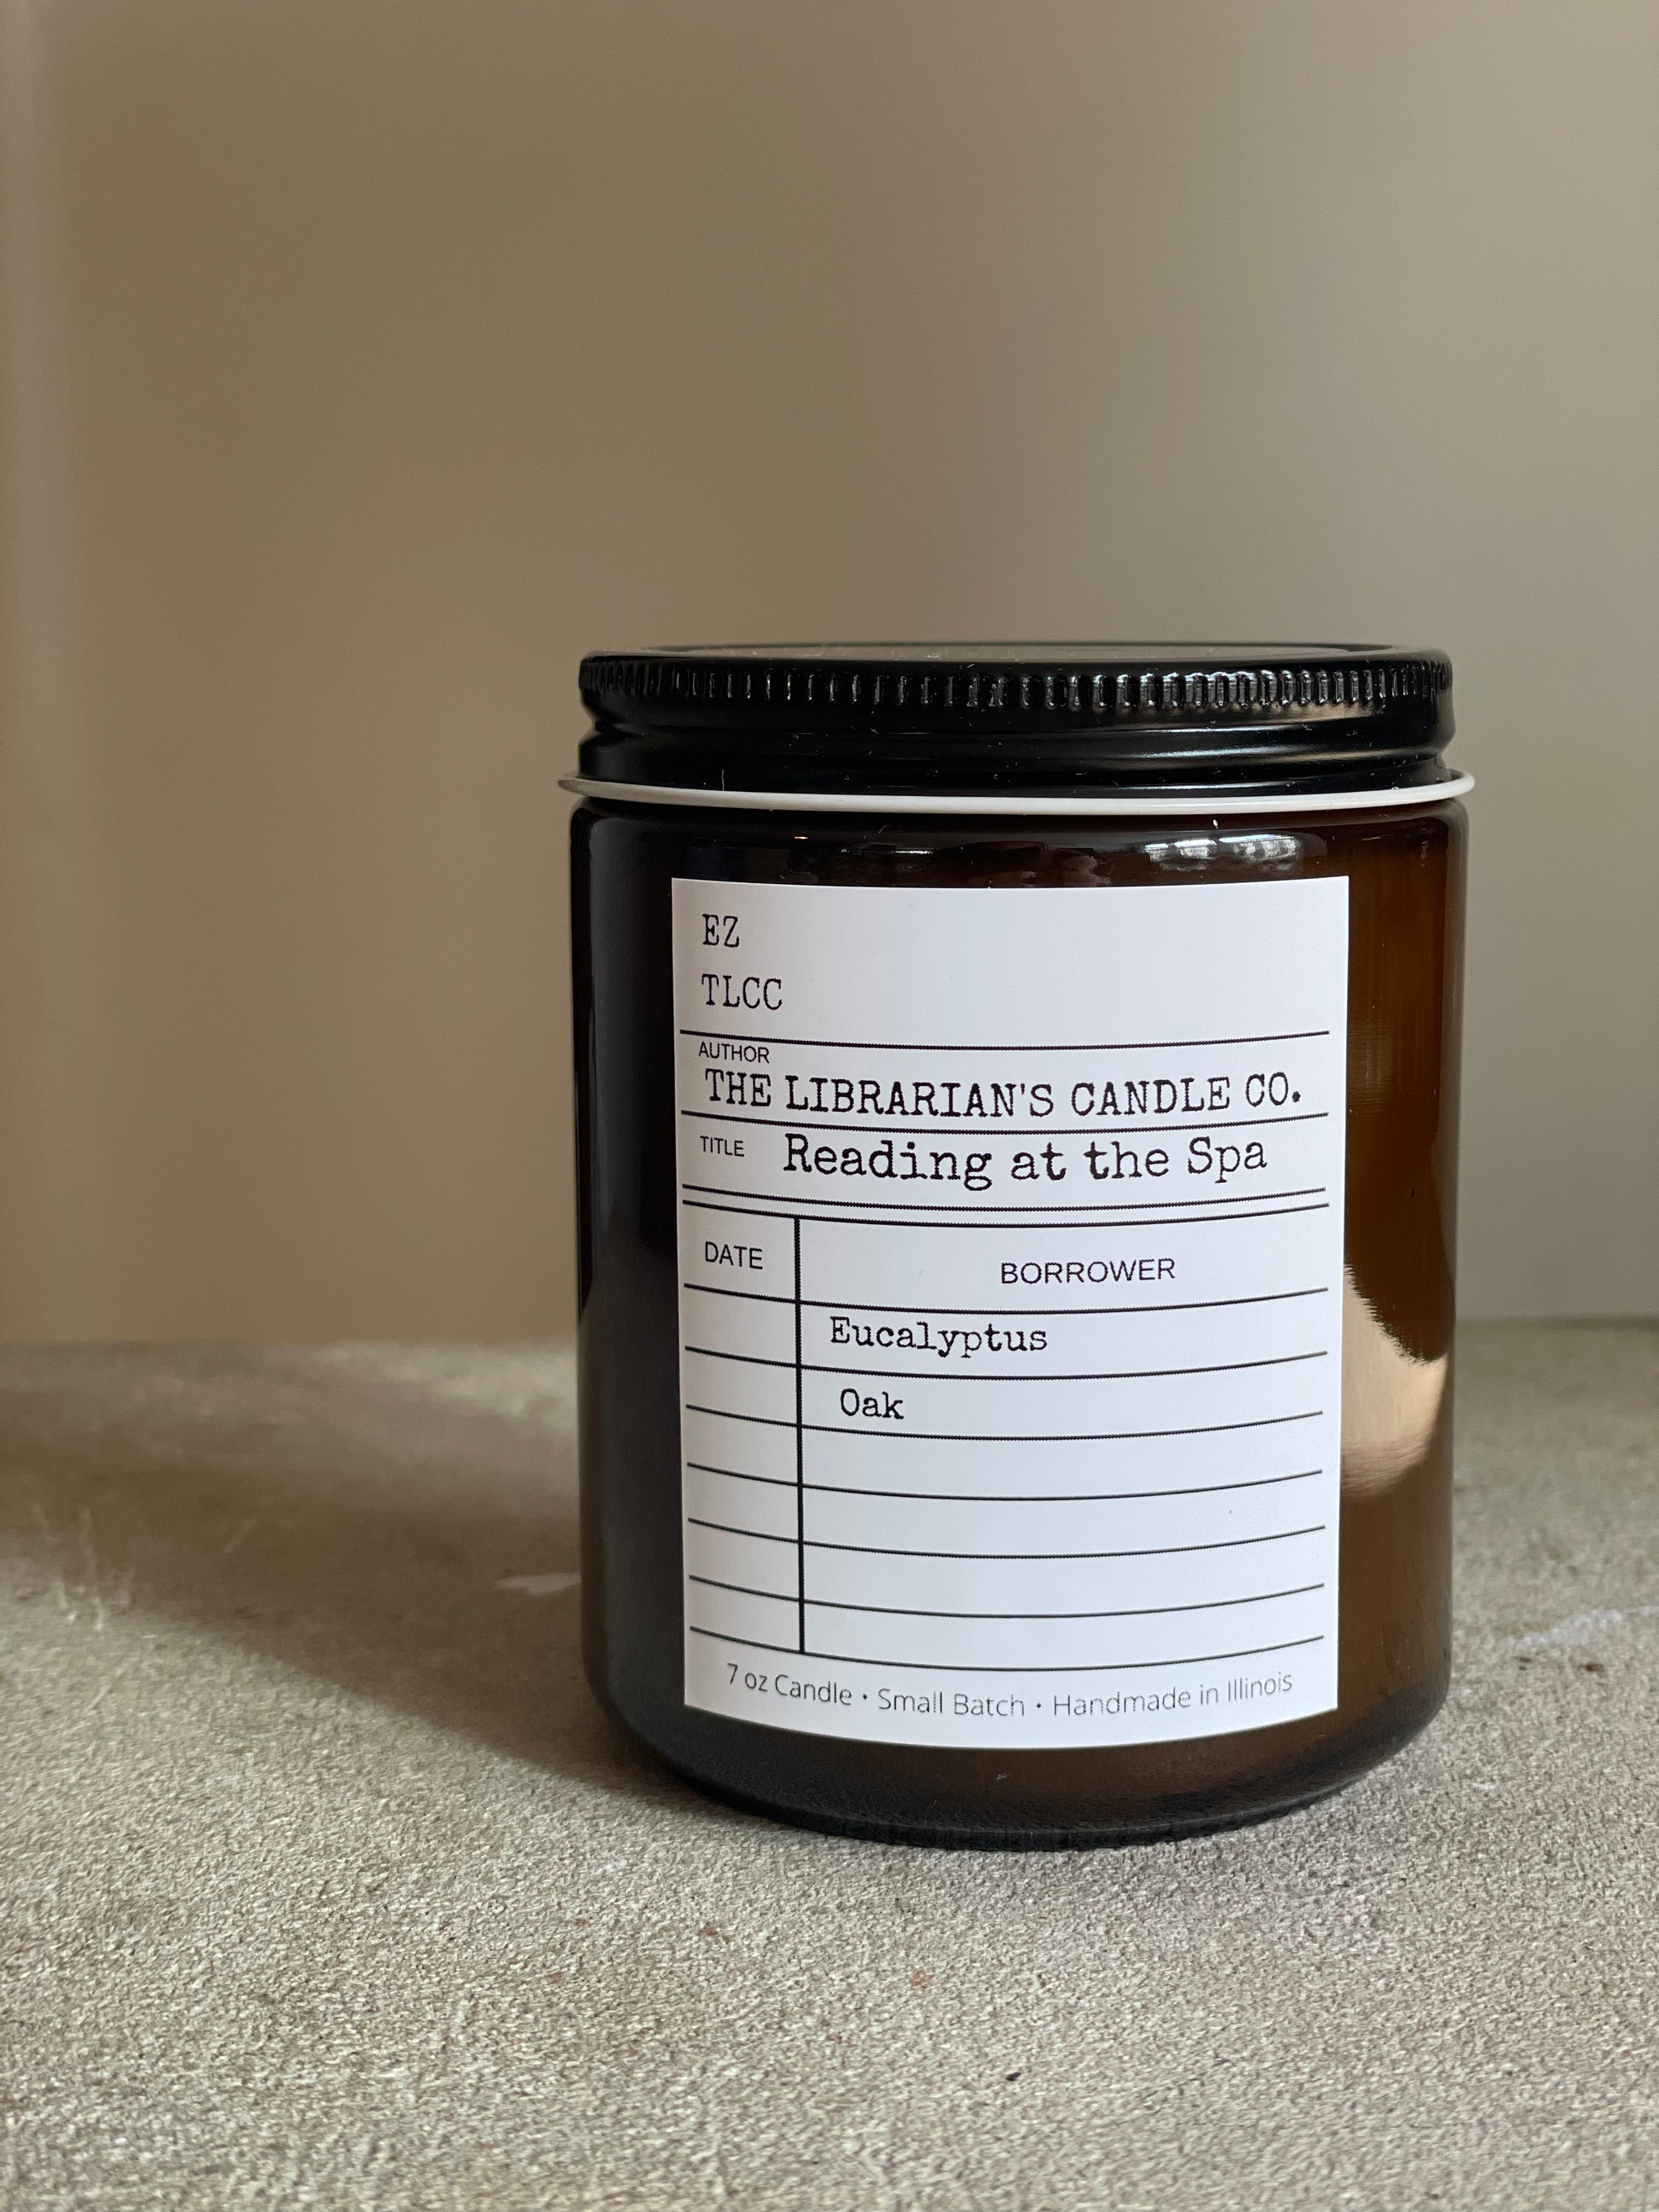 EZ
TLCC
AUTHOR
THE LIBRARIAN'S CANDLE CO.
TITLE Reading at the Spa
DATE BORROWER
Eucalyptus
Oak
7 oz Candle • Small Batch • Handmade in Illinois